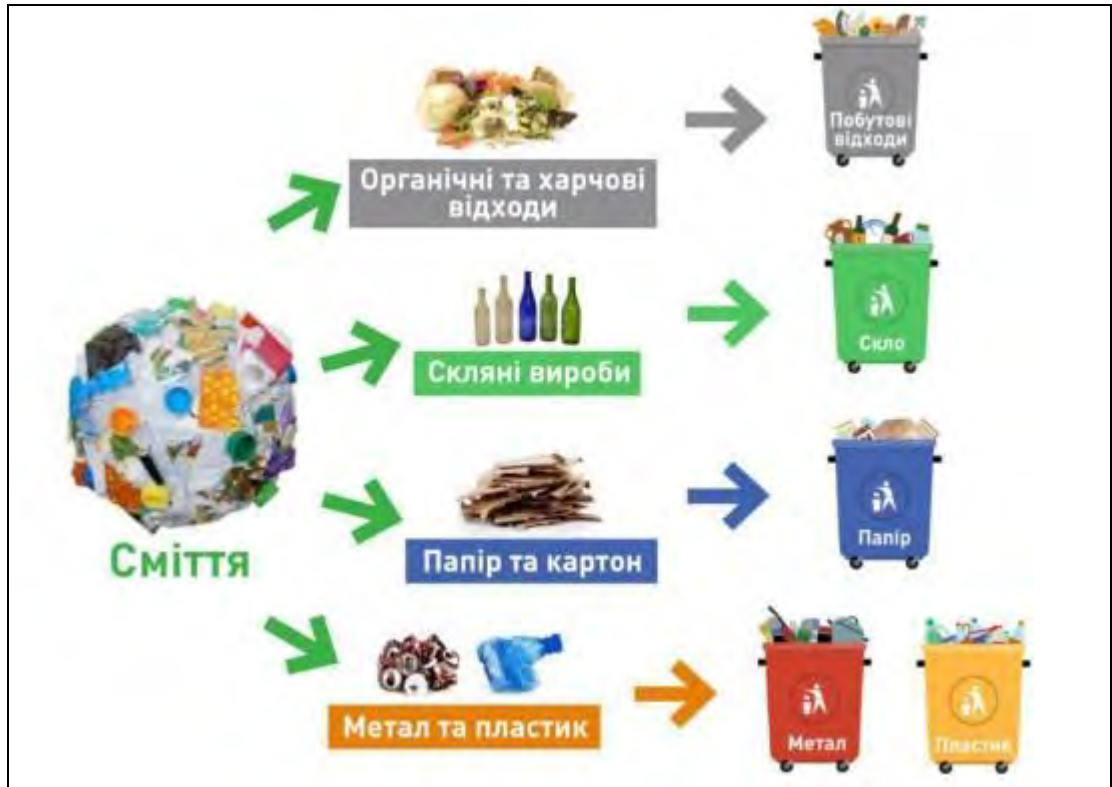 Побутові
відходи
Органічні та харчові
відходи
Скляні вироби
Скло
Папір та картон
Папір
Сміття
Метал та пластик
Метал
Пластик